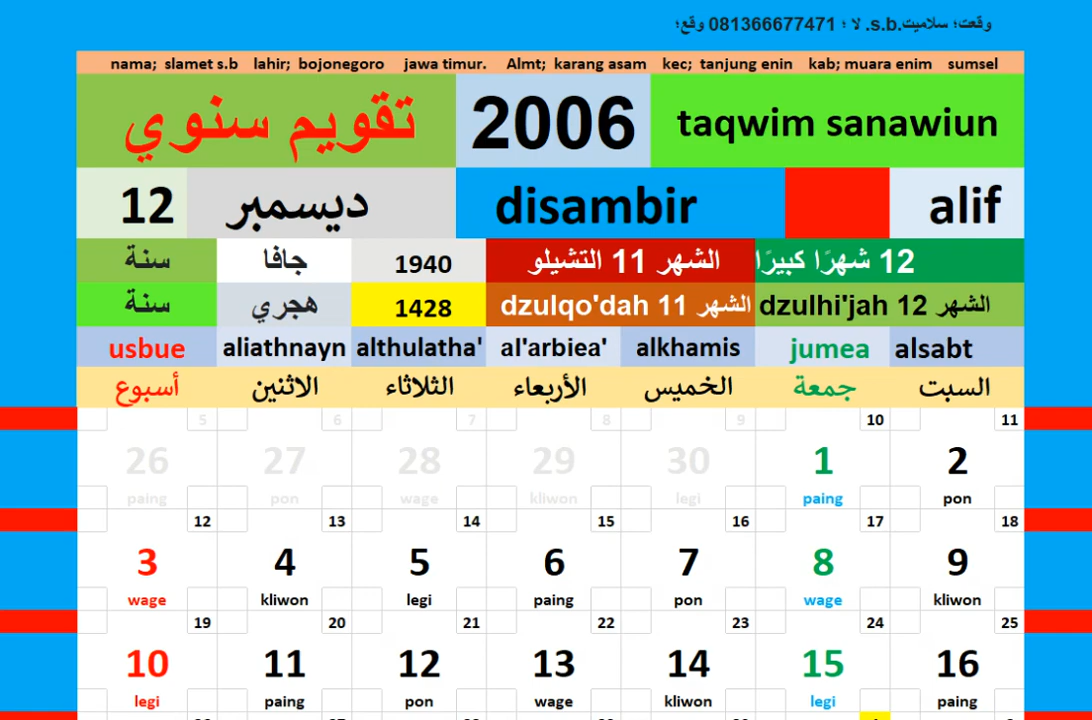 وقعت؛ سلاميت.s.b. لا ؛ 081366677471 وقع؛
nama; slamet s.b lahir; bojonegoro jawa timur. Almt; karang asam kec; tanjung enin kab; muara enim sumsel
تقويم سنوي 2006 taqwim sanawiun
12 ديسمبر disambir alif
سنة جافا 1940 الشهر 11 التشيلو 12 شهرًا كبيرًا
سنة هجري 1428 dzulqo'dah 11 الشهر dzulhi'jah 12 الشهر
usbue aliathnayn althulatha' al'arbiea' alkhamis jumea alsabt
أسبوع الاثنين الثلاثاء الأربعاء الخميس جمعة السبت
5 6 7 8 9 10 11
26 27 28 29 30 1 2
paing pon wage kliwon legi paing pon
12 13 14 15 16 17 18
3 4 5 6 7 8 9
wage kliwon legi paing pon wage kliwon
19 20 21 22 23 24 25
10 11 12 13 14 15 16
legi paing pon wage kliwon legi paing